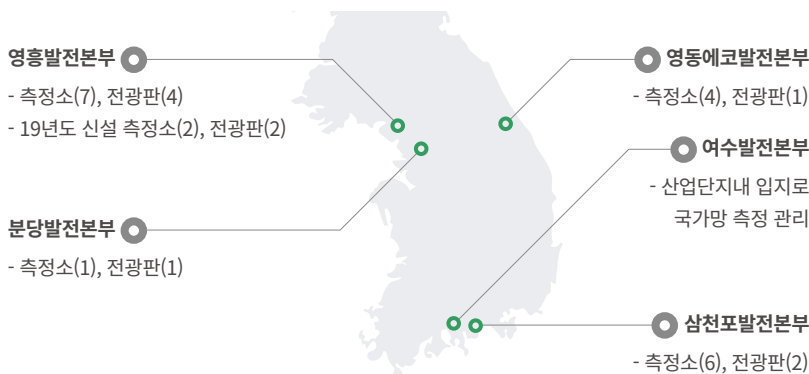 영흥발전본부
- 측정소(7), 전광판(4)
- 19년도 신설 측정소(2), 전광판(2)
분당발전본부
- 측정소(1), 전광판(1)
영동에코발전본부
- 측정소(4), 전광판(1)
여수발전본부
- 산업단지내 입지로
국가망 측정 관리
삼천포발전본부
- 측정소(6), 전광판(2)